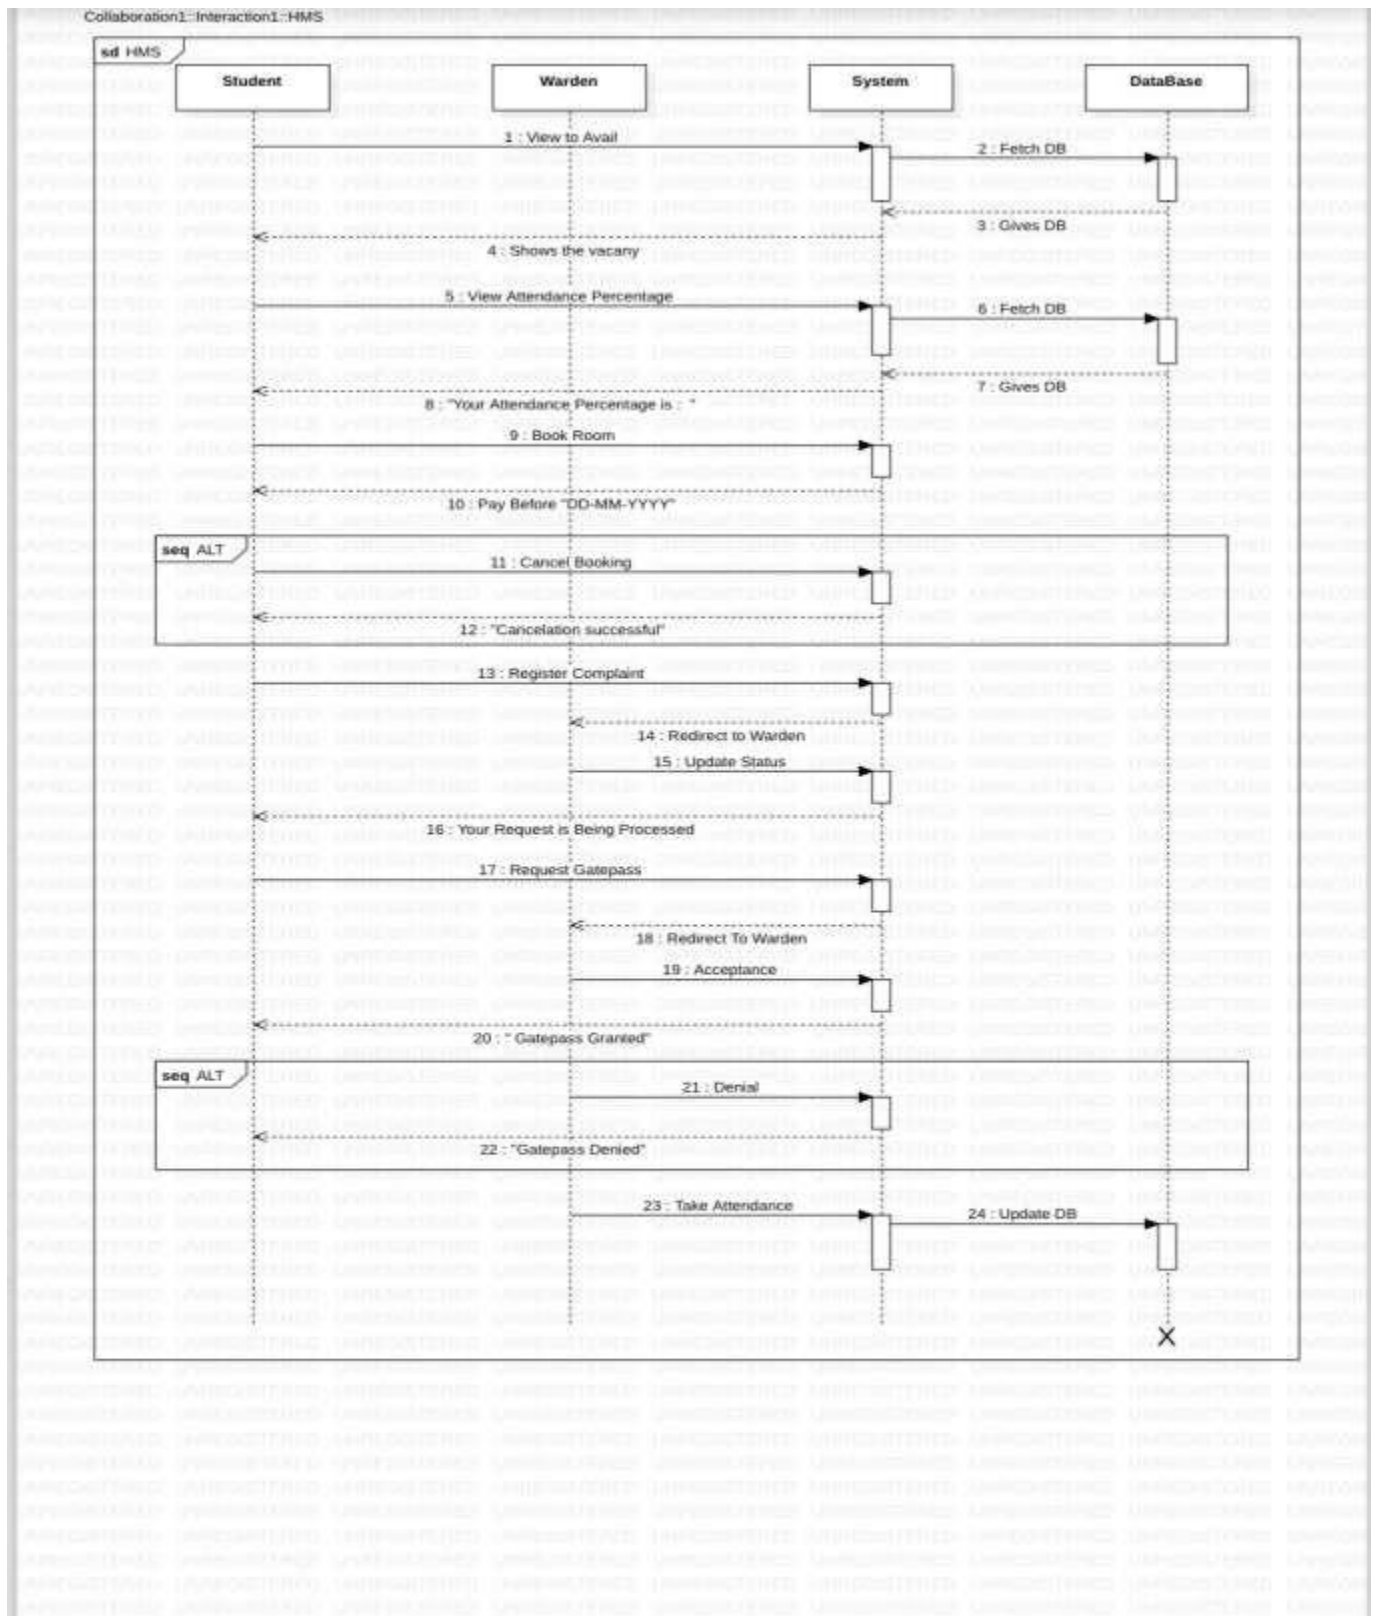 Collaboration1::Interaction1::HMS
sd HMS
Student
Warden
System
DataBase
1 : View to Avail
2 : Fetch DB
3 : Gives DB
4 : Shows the vacany
5 : View Attendance Percentage
6 : Fetch DB
7 : Gives DB
8 : "Your Attendance Percentage is : "
9 : Book Room
10 : Pay Before "DD-MM-YYYY"
seq ALT
11 : Cancel Booking
12 : "Cancelation successful"
13 : Register Complaint
14 : Redirect to Warden
15 : Update Status
16 : Your Request is Being Processed
17 : Request Gatepass
18 : Redirect To Warden
19 : Acceptance
20 : " Gatepass Granted"
seq ALT
21 : Denial
22 : "Gatepass Denied"
23 : Take Attendance
24 : Update DB